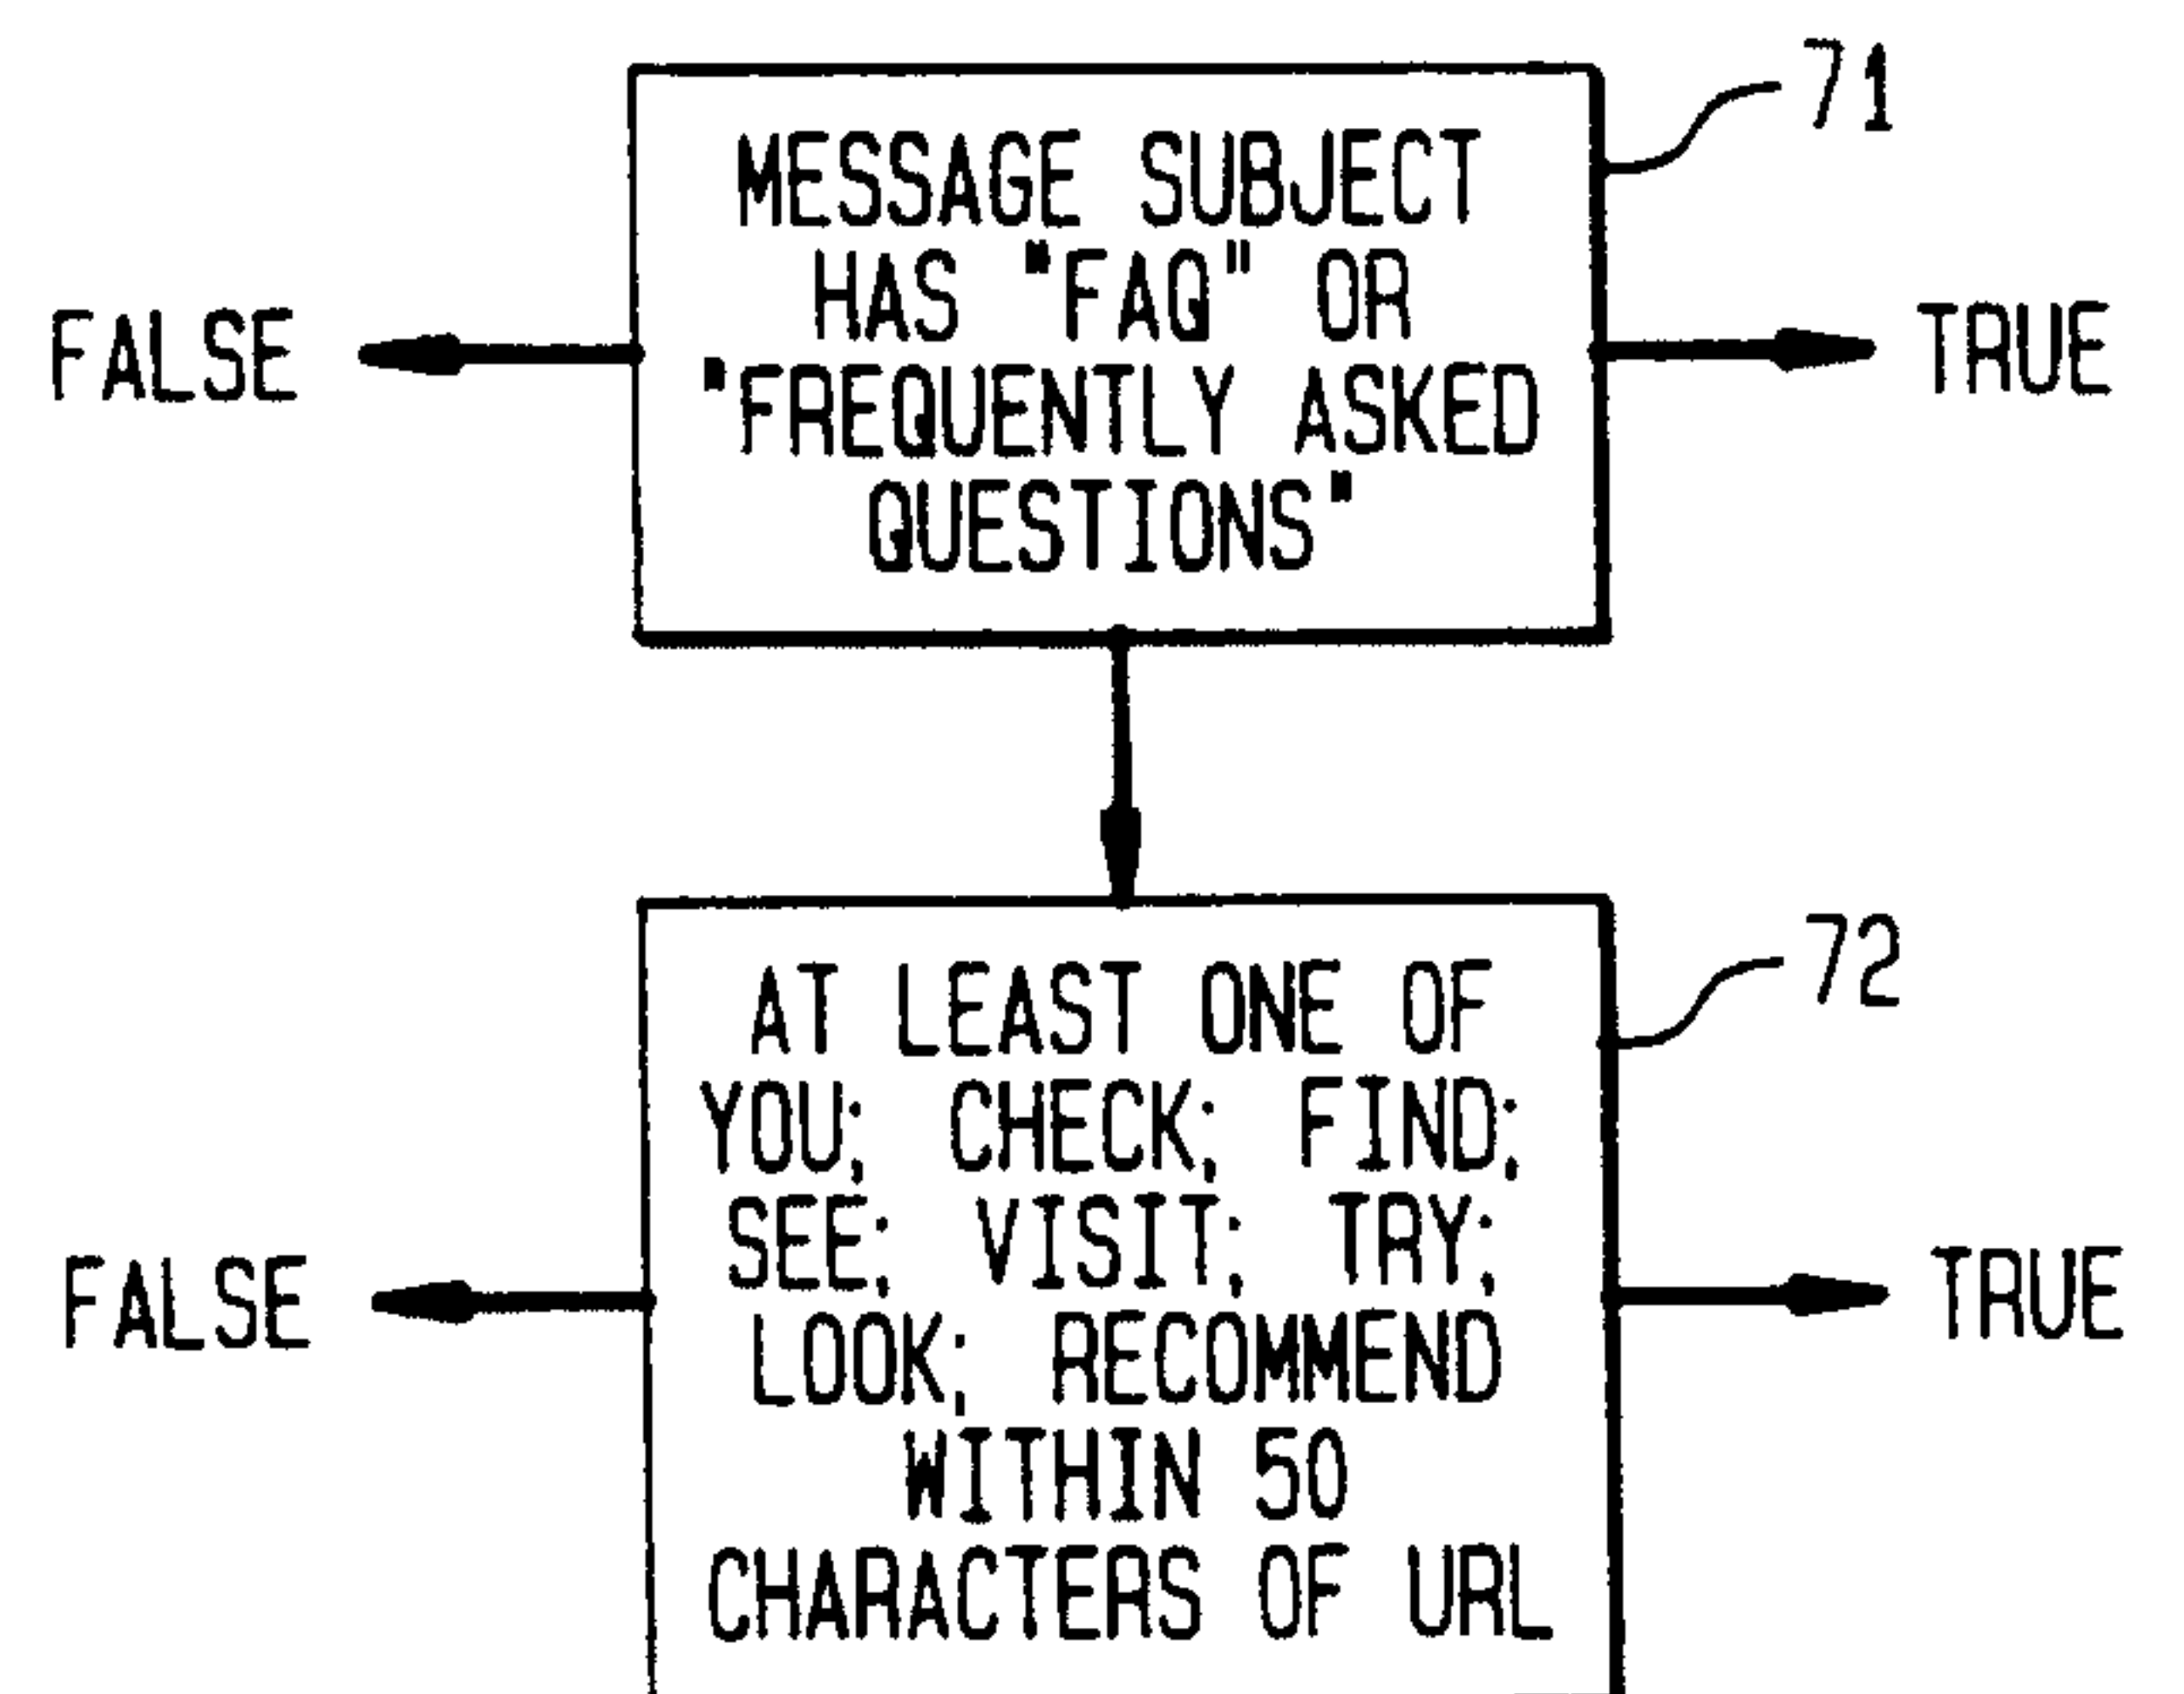 71
MESSAGE SUBJECT
HAS "FAQ" OR
"FREQUENTLY ASKED
QUESTIONS"
FALSE
TRUE
72
AT LEAST ONE OF
YOU; CHECK; FIND;
SEE; VISIT; TRY;
LOOK; RECOMMEND
WITHIN 50
CHARACTERS OF URL
FALSE
TRUE